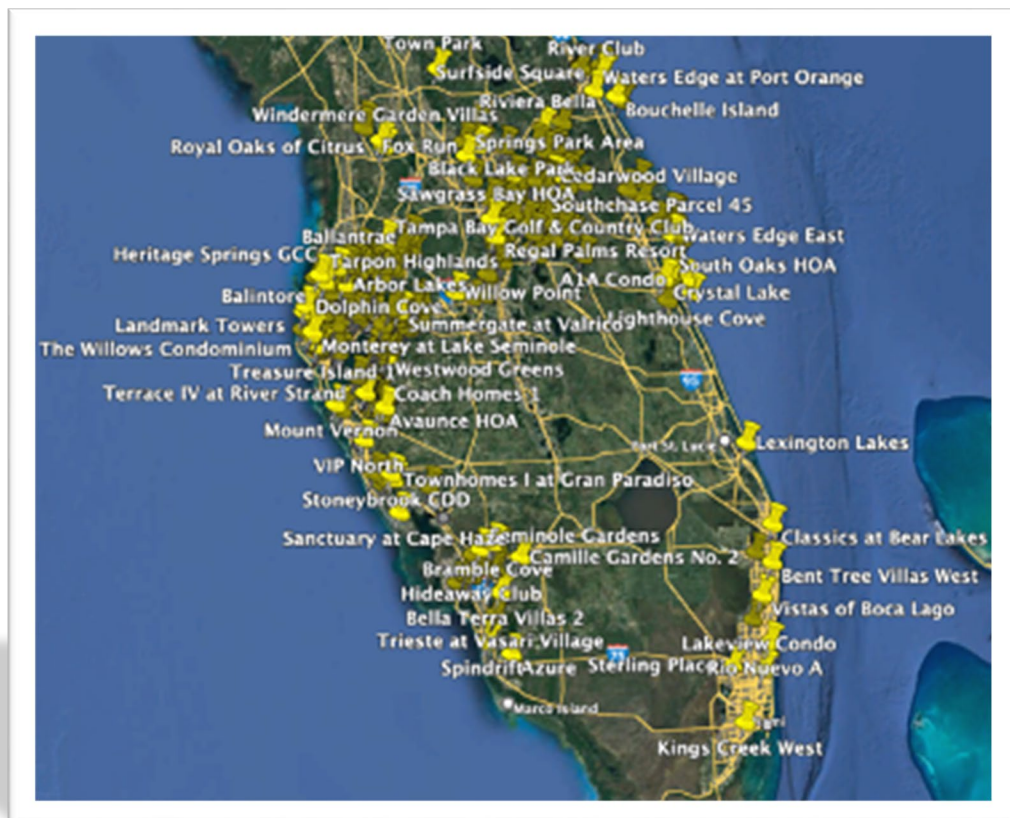 Town Park
River Club
Surfside Square
Waters Edge at Port Orange
Riviera Bella
Bouchelle Island
Windermere Garden Villas
Royal Oaks of Citrus
Fox Run
Springs Park Area
Black Lake Park
Cedarwood Village
Sawgrass Bay HOA
Southchase Parcel 45
Tampa Bay Golf & Country Club
Ballantrae
Waters Edge East
Heritage Springs GCC
Tarpon Highlands
Regal Palms Resort
South Oaks HOA
Arbor Lakes
A1A Condo
Balintore
Willow Point
Crystal Lake
Dolphin Cove
Landmark Towers
Summergate at Valrico
Lighthouse Cove
The Willows Condominium
Monterey at Lake Seminole
Treasure Island 1
Westwood Greens
95
Terrace IV at River Strand
Coach Homes 1
Avaunce HOA
Mount Vernon
Port St. Lucie
Lexington Lakes
VIP North
Townhomes I at Gran Paradiso
Stoneybrook CDD
Sanctuary at Cape Haze
Seminole Gardens
Classics at Bear Lakes
Camille Gardens No. 2
Bramble Cove
Bent Tree Villas West
Hideaway Club
Vistas of Boca Lago
Bella Terra Villas 2
Trieste at Vasari Village
75
Lakeview Condo
Spindrift
Azure
Sterling Place
Rio Nuevo A
Marco Island
Kings Creek West